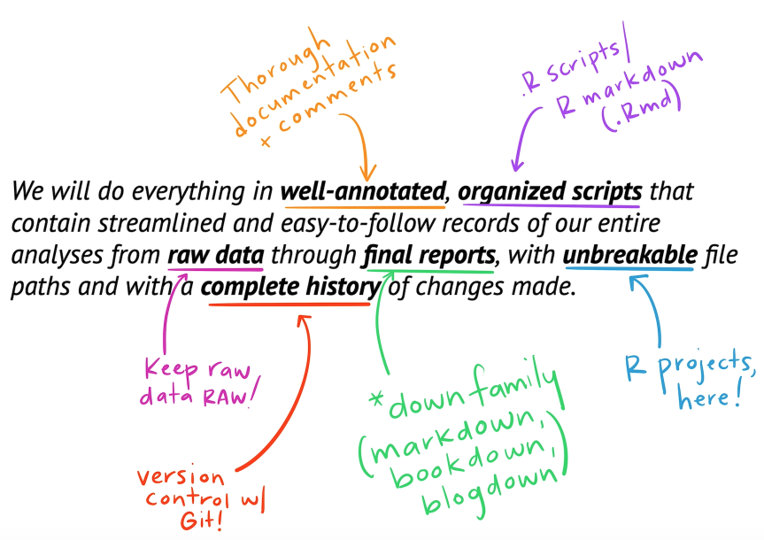 Thorough
documentation
+ comments
.R scripts/
R markdown
(.Rmd)
We will do everything in well-annotated, organized scripts that
contain streamlined and easy-to-follow records of our entire
analyses from raw data through final reports, with unbreakable file
paths and with a complete history of changes made.
Keep raw
data RAW!
*down family
(markdown,
bookdown,
blogdown)
R projects,
here!
version
control w/
Git!